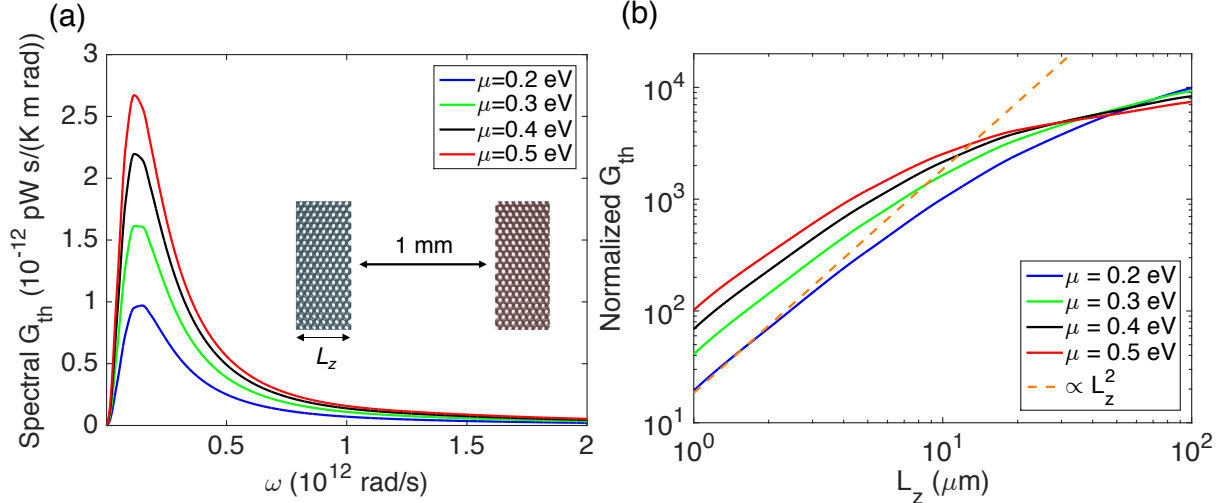 (a)
Spectral G_th (10^-12 pW s/(K m rad))
3
2.5
2
1.5
1
0.5
0
μ=0.2 eV
μ=0.3 eV
μ=0.4 eV
μ=0.5 eV
1 mm
L_z
0.5
1
1.5
2
ω (10^12 rad/s)
(b)
Normalized G_th
10^4
10^3
10^2
10^1
μ = 0.2 eV
μ = 0.3 eV
μ = 0.4 eV
μ = 0.5 eV
∝ L_z^2
10^0
10^1
10^2
L_z (μm)